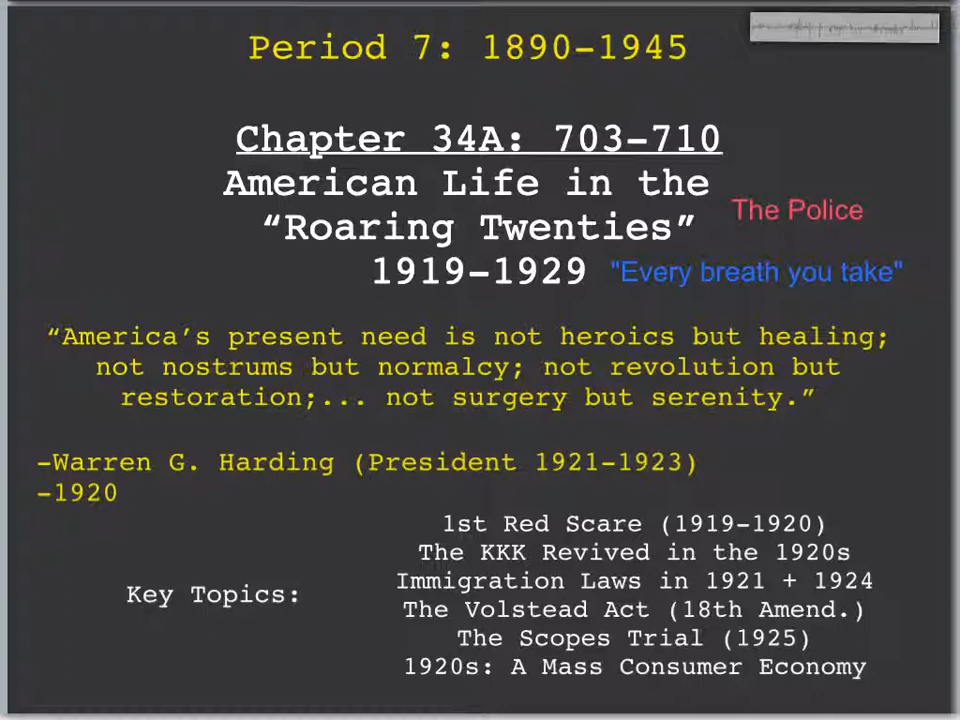 Period 7: 1890-1945
Chapter 34A: 703-710
American Life in the
“Roaring Twenties”
The Police
1919-1929
"Every breath you take"
“America’s present need is not heroics but healing;
not nostrums but normalcy; not revolution but
restoration;... not surgery but serenity.”
-Warren G. Harding (President 1921-1923)
-1920
Key Topics:
1st Red Scare (1919-1920)
The KKK Revived in the 1920s
Immigration Laws in 1921 + 1924
The Volstead Act (18th Amend.)
The Scopes Trial (1925)
1920s: A Mass Consumer Economy